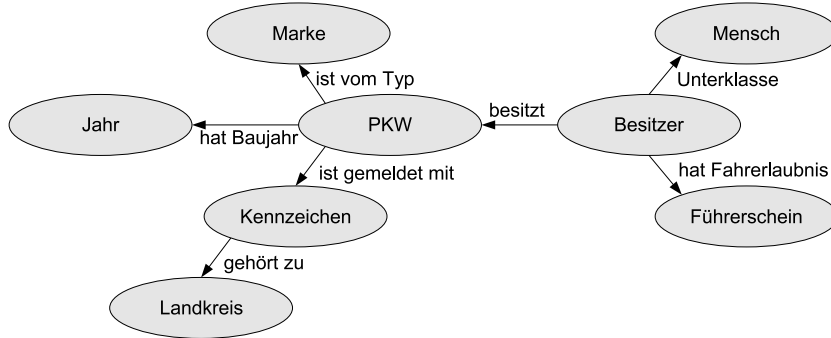 Marke
Mensch
ist vom Typ
Unterklasse
Jahr
hat Baujahr
PKW
besitzt
Besitzer
ist gemeldet mit
hat Fahrerlaubnis
Kennzeichen
Führerschein
gehört zu
Landkreis